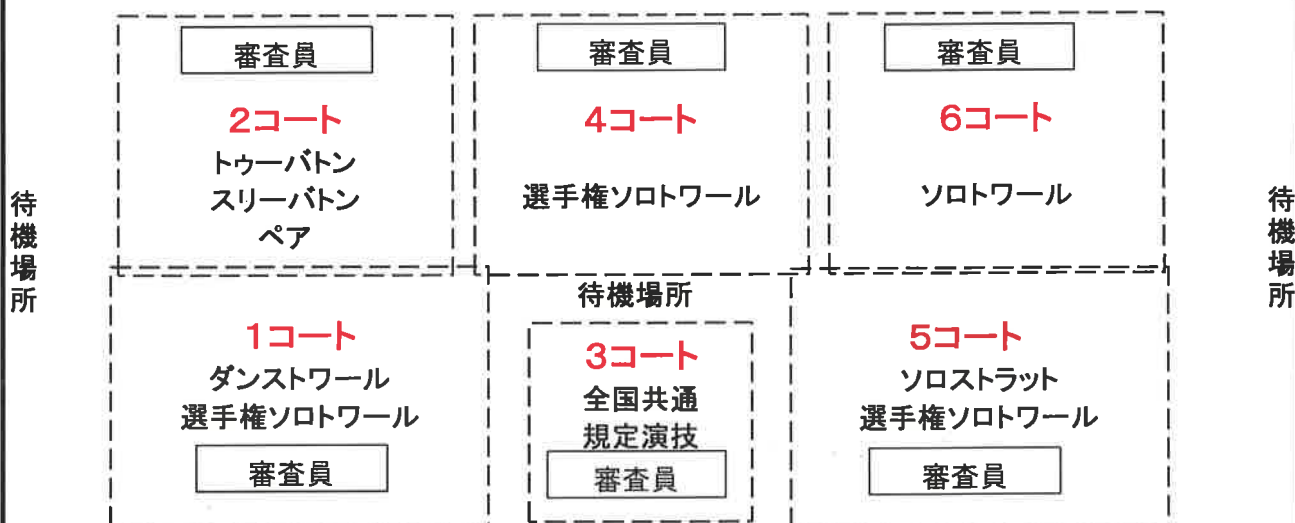 審査員
2コート
トゥーバトン
スリーバトン
ペア
審査員
4コート
選手権ソロトワール
審査員
6コート
ソロトワール
待機場所
待機場所
待機場所
1コート
ダンストワール
選手権ソロトワール
審査員
3コート
全国共通
規定演技
審査員
5コート
ソロストラット
選手権ソロトワール
審査員